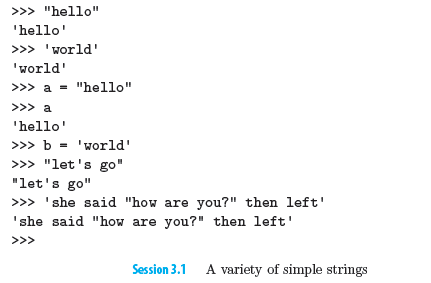 >>> "hello"
'hello'
>>> 'world'
'world'
>>> a = "hello"
>>> a
'hello'
>>> b = 'world'
>>> "let's go"
"let's go"
>>> 'she said "how are you?" then left'
'she said "how are you?" then left'
>>>
Session 3.1 A variety of simple strings